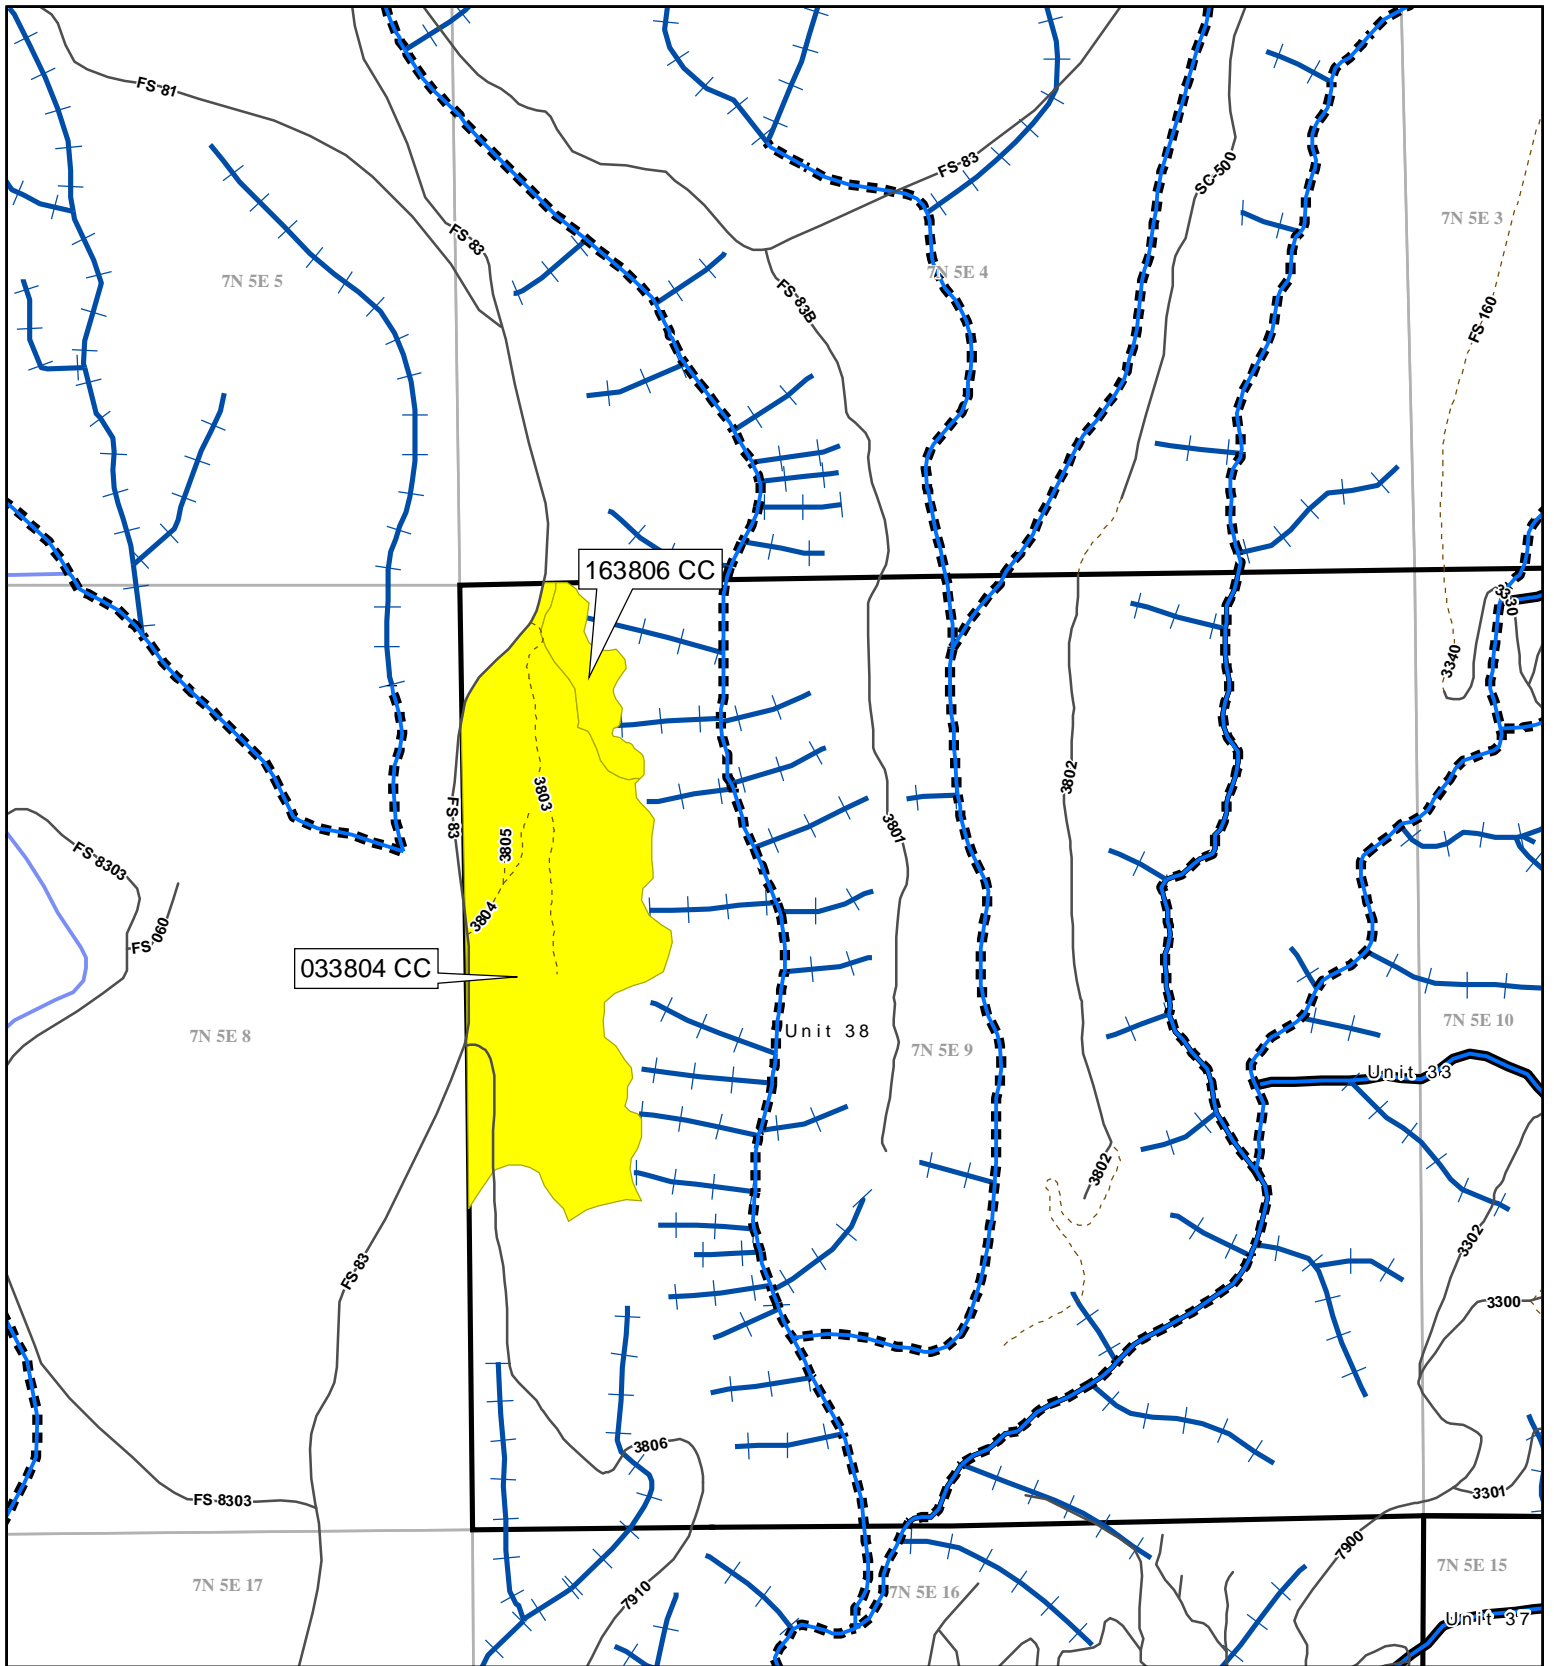 FS-81
FS-83
SC-500
FS-83
7N 5E 3
7N 5E 5
7N 5E 4
FS-83B
FS-160
163806 CC
3330
3340
3802
3803
FS-83
3801
3805
FS-8303
3804
FS-060
033804 CC
7N 5E 8
Unit 38
7N 5E 9
7N 5E 10
Unit 33
3802
3302
FS-83
3300
3806
3301
FS-8303
7900
7N 5E 15
7N 5E 17
7910
7N 5E 16
Unit 37